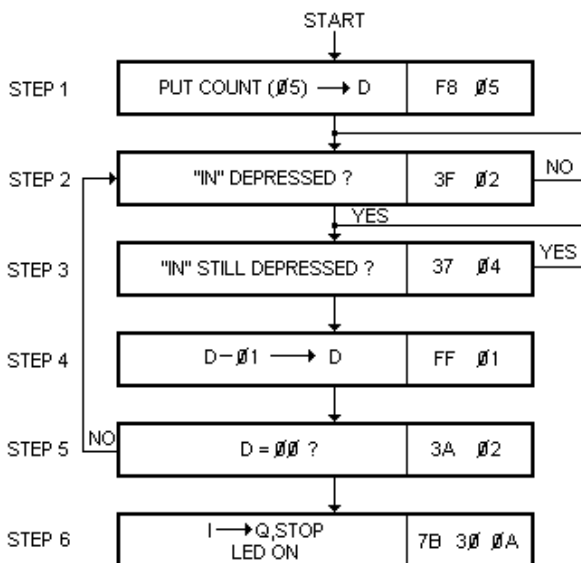 START
STEP 1 PUT COUNT (Ø5) → D F8 Ø5
STEP 2 "IN" DEPRESSED ? 3F Ø2 NO
YES
STEP 3 "IN" STILL DEPRESSED ? 37 Ø4 YES
STEP 4 D–Ø1 → D FF Ø1
NO
STEP 5 D = ØØ ? 3A Ø2
STEP 6 I → Q,STOP 7B 3Ø ØA
LED ON